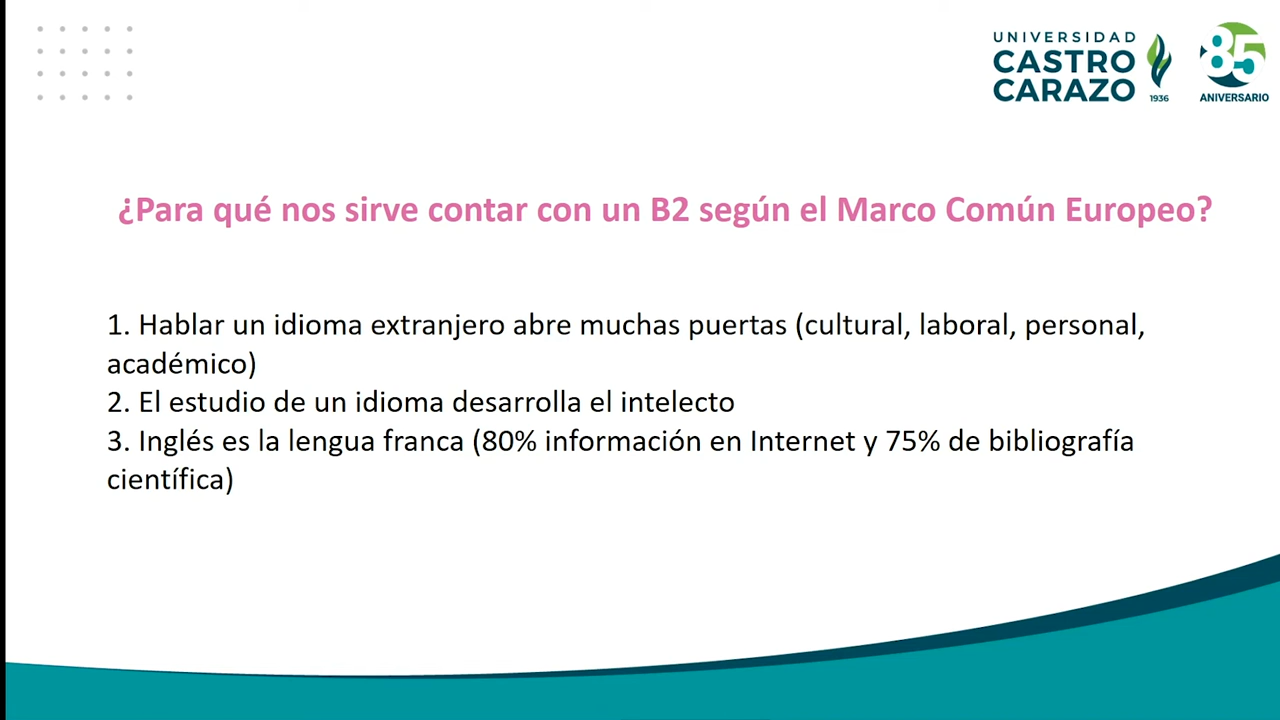 UNIVERSIDAD
CASTRO
CARAZO
1936
85
ANIVERSARIO
¿Para qué nos sirve contar con un B2 según el Marco Común Europeo?
1. Hablar un idioma extranjero abre muchas puertas (cultural, laboral, personal,
académico)
2. El estudio de un idioma desarrolla el intelecto
3. Inglés es la lengua franca (80% información en Internet y 75% de bibliografía
científica)